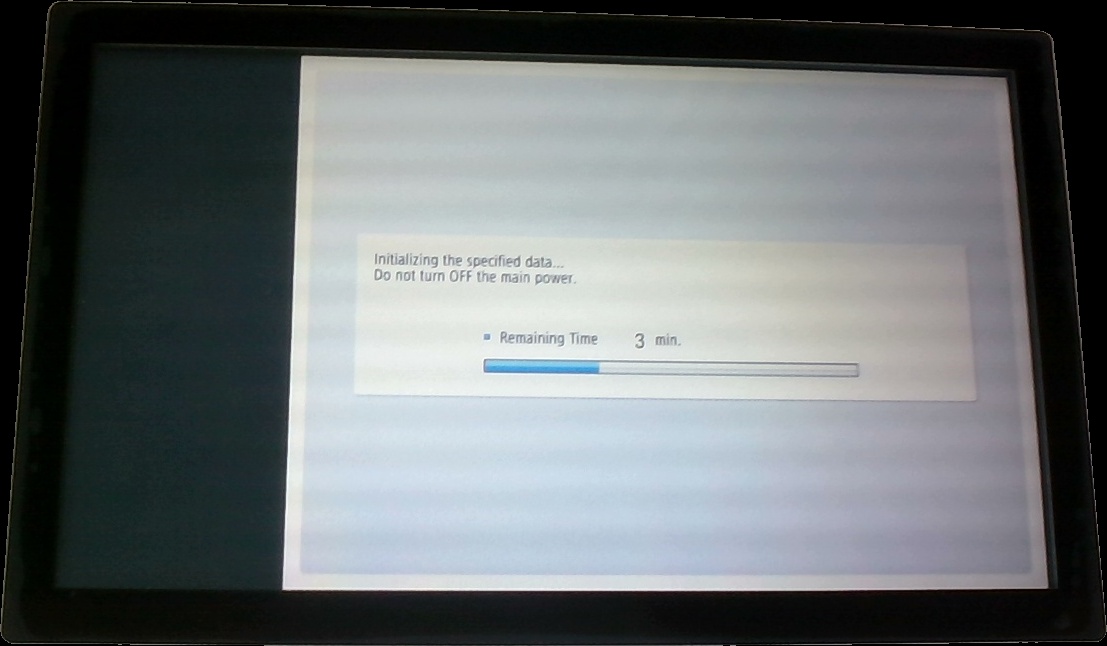 Initializing the specified data...
Do not turn OFF the main power.
Remaining Time 3 min.